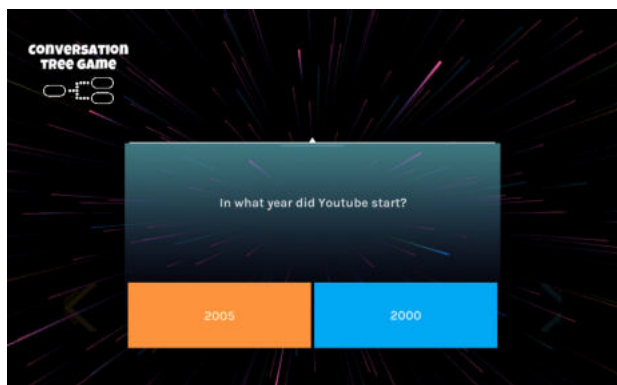 CONVERSATION
TREE GAME
In what year did Youtube start?
2005
2000